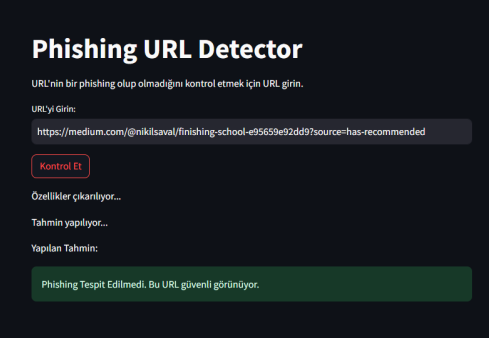 Phishing URL Detector
URL'nin bir phishing olup olmadığını kontrol etmek için URL girin.
URL'yi Girin:
https://medium.com/@nikilsaval/finishing-school-e95659e92dd9?source=has-recommended
Kontrol Et
Özellikler çıkarılıyor...
Tahmin yapılıyor...
Yapılan Tahmin:
Phishing Tespit Edilmedi. Bu URL güvenli görünüyor.